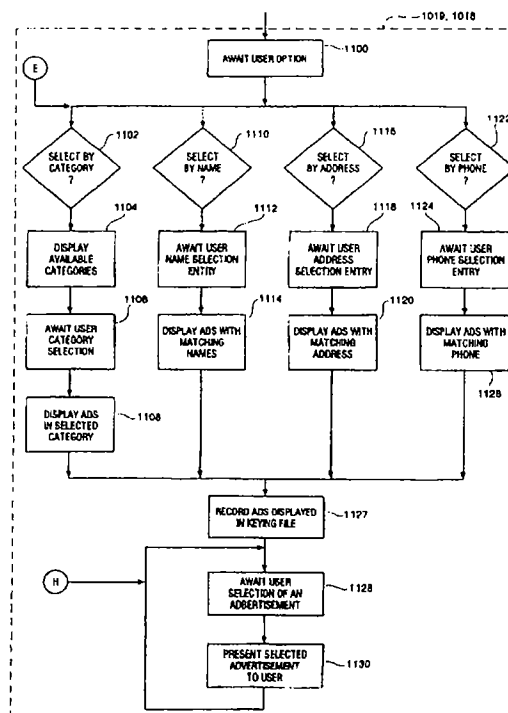 1019, 1018
AWAIT USER OPTION
1100
E
SELECT
BY CATEGORY
?
1102
SELECT
BY NAME
?
1110
SELECT
BY ADDRESS
?
1116
SELECT
BY PHONE
?
1122
1104
DISPLAY
AVAILABLE
CATEGORIES
1112
AWAIT USER
NAME SELECTION
ENTRY
1118
AWAIT USER
ADDRESS
SELECTION ENTRY
1124
AWAIT USER
PHONE SELECTION
ENTRY
1106
AWAIT USER
CATEGORY
SELECTION
1114
DISPLAY ADS WITH
MATCHING
NAMES
1120
DISPLAY ADS WITH
MATCHING
ADDRESS
DISPLAY ADS WITH
MATCHING
PHONE
1126
DISPLAY ADS
IN SELECTED
CATEGORY
1108
RECORD ADS DISPLAYED
IN KEYING FILE
1127
H
AWAIT USER
SELECTION OF AN
ADBERTISEMENT
1128
PRESENT SELECTED
ADVERTISEMENT
TO USER
1130